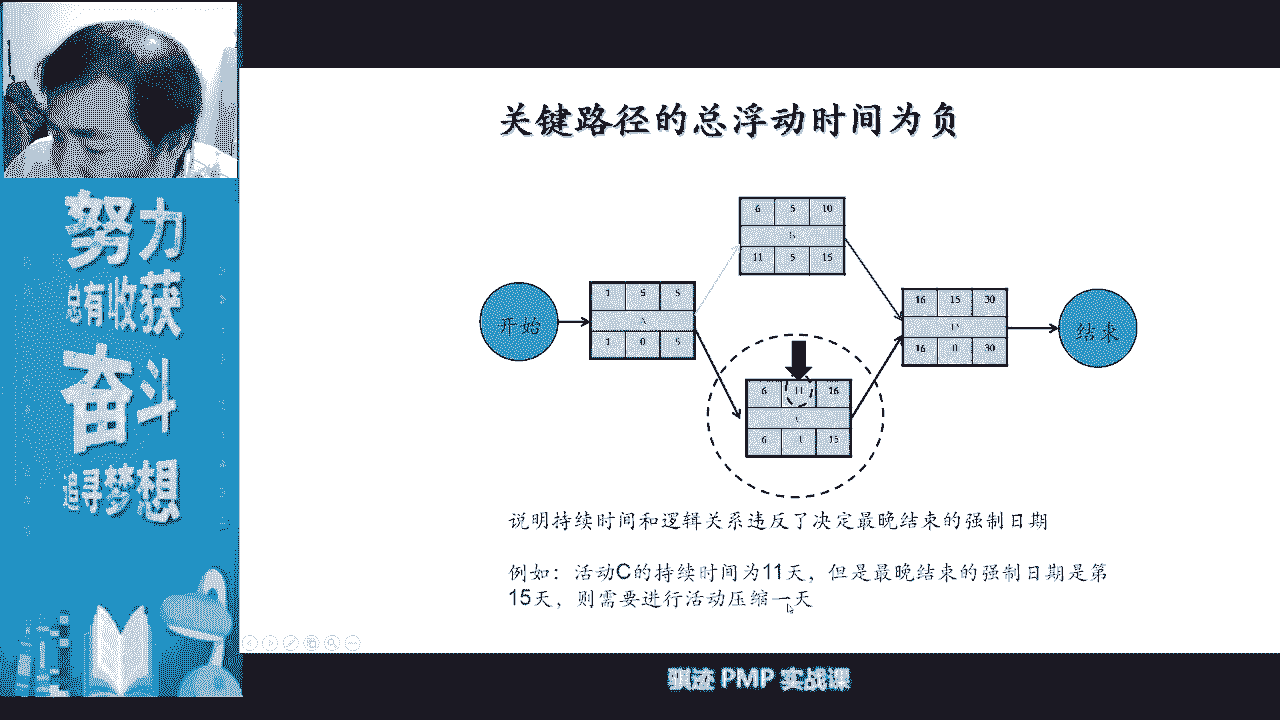 关键路径的总浮动时间为负
努力
总有收获
奋斗
追寻梦想
6 5 10
11 5 15
开始
1 5 5
A
1 0 5
16 15 30
16 0 30
结束
6 11 16
6 15
说明持续时间和逻辑关系违反了决定最晚结束的强制日期
例如：活动C的持续时间为11天，但是最晚结束的强制日期是第
15天，则需要进行活动压缩一天
骐迹 PMP 实战课